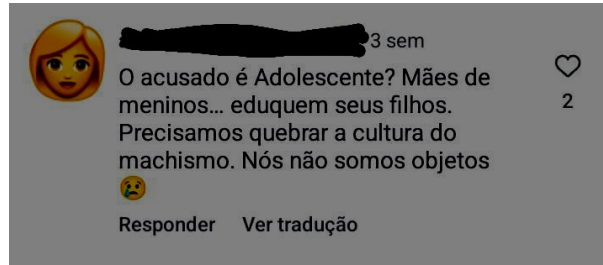 3 sem
O acusado é Adolescente? Mães de
meninos... eduquem seus filhos.
Precisamos quebrar a cultura do
machismo. Nós não somos objetos
😢
2
Responder Ver tradução